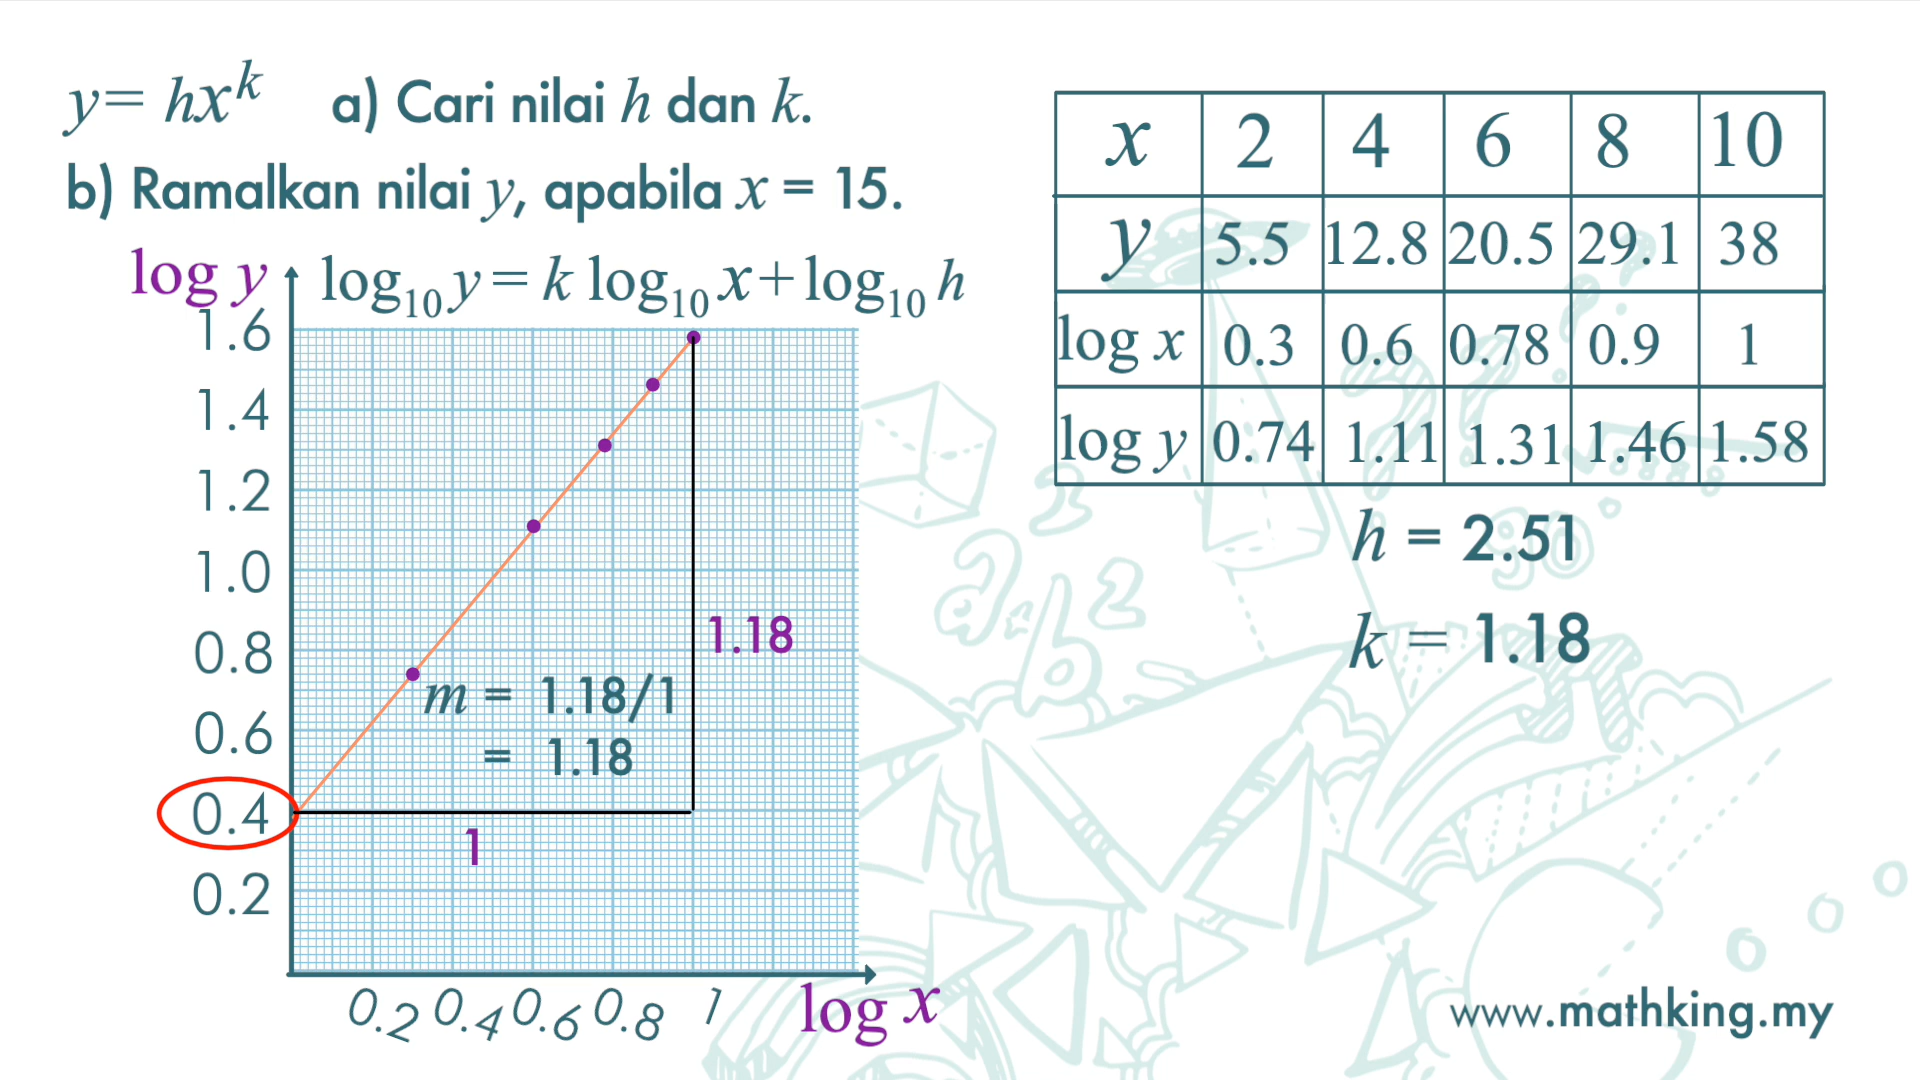 y = hx^k a) Cari nilai h dan k.
b) Ramalkan nilai y, apabila x = 15.
log y
log₁₀ y = k log₁₀ x + log₁₀ h
1.6
1.4
1.2
1.0
0.8
0.6
0.4
0.2
0.2 0.4 0.6 0.8 1 log x
1.18
m = 1.18/1
= 1.18
1
x 2 4 6 8 10
y 5.5 12.8 20.5 29.1 38
log x 0.3 0.6 0.78 0.9 1
log y 0.74 1.11 1.31 1.46 1.58
h = 2.51
k = 1.18
www.mathking.my